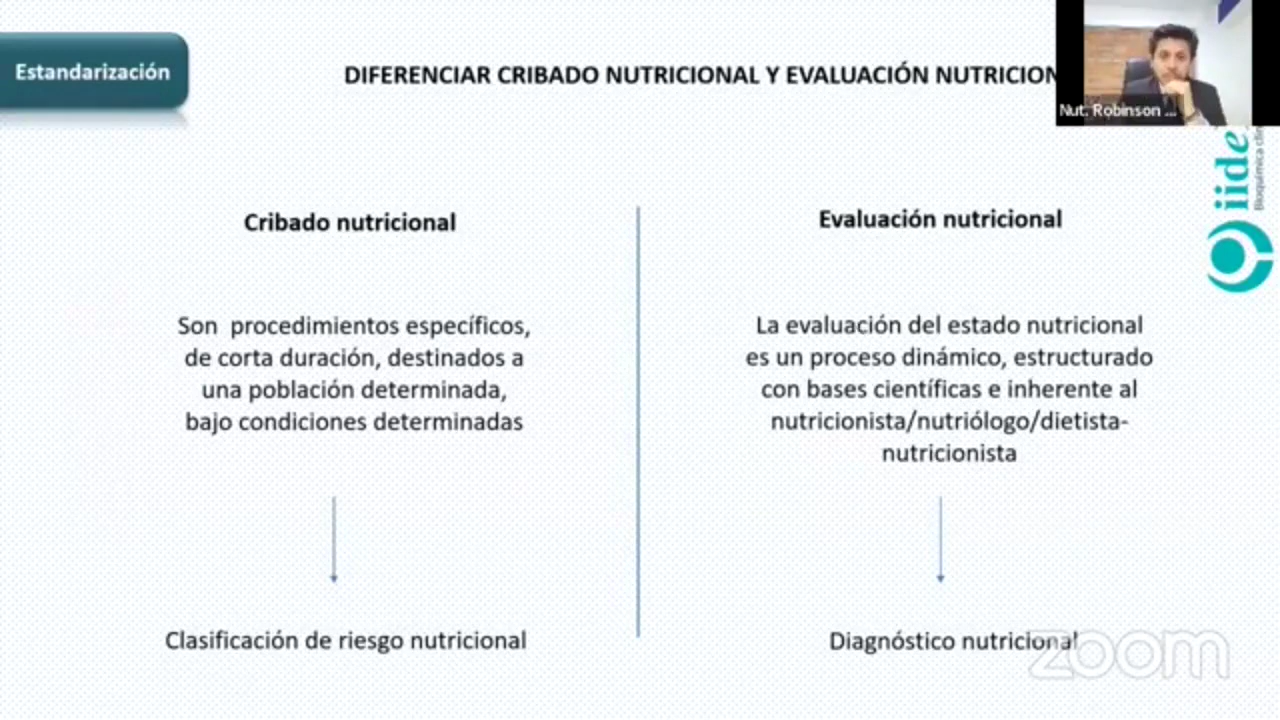 Estandarización
DIFERENCIAR CRIBADO NUTRICIONAL Y EVALUACIÓN NUTRICION
Nut. Robinson ...
iide
Bioquímica clín
Cribado nutricional
Son procedimientos específicos,
de corta duración, destinados a
una población determinada,
bajo condiciones determinadas
Clasificación de riesgo nutricional
Evaluación nutricional
La evaluación del estado nutricional
es un proceso dinámico, estructurado
con bases científicas e inherente al
nutricionista/nutriólogo/dietista-
nutricionista
Diagnóstico nutricional
zoom